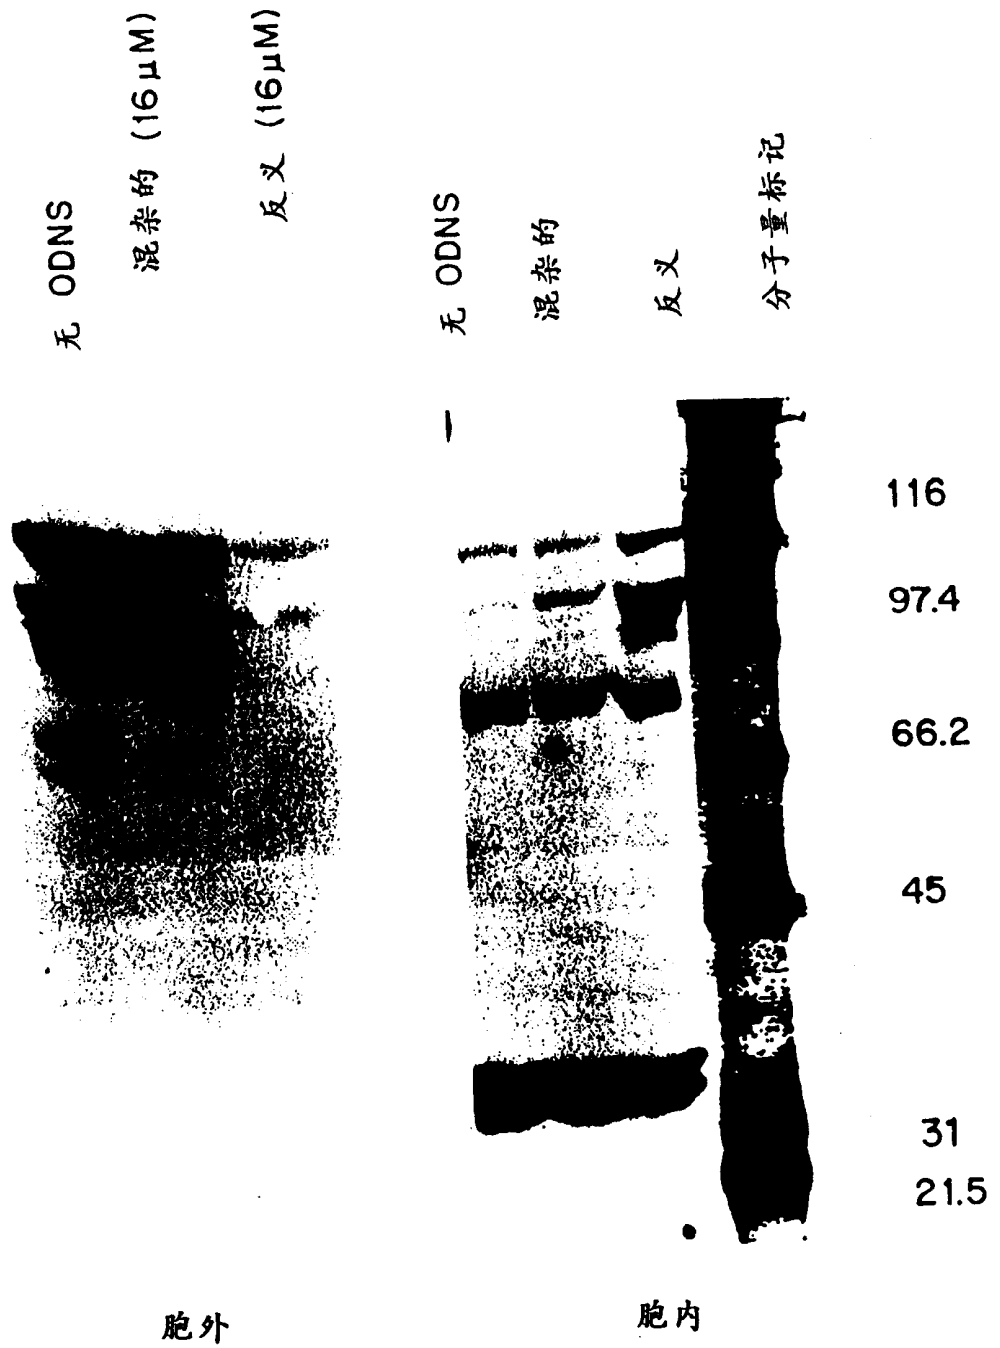 无 ODNS
混杂的 (16μM)
反义 (16μM)
无 ODNS
混杂的
反义
分子量标记
116
97.4
66.2
45
31
21.5
胞外
胞内